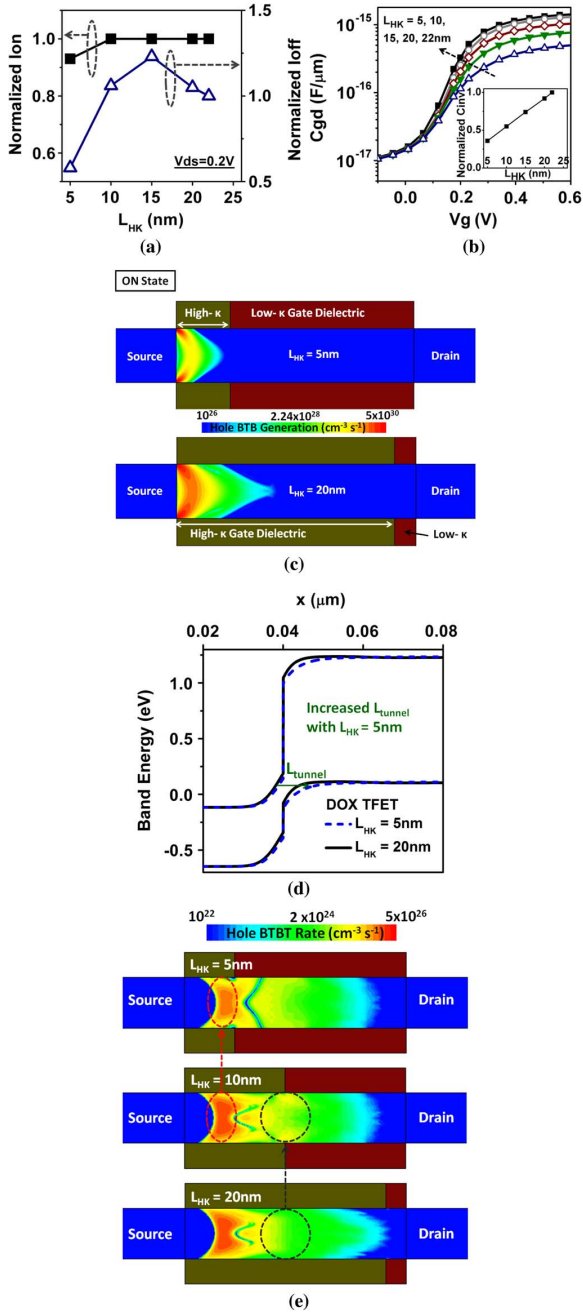 Normalized Ion
1.0
0.8
0.6
1.5
1.0
0.5
Normalized Ioff
Vds=0.2V
5 10 15 20 25
L_HK (nm)
(a)
Cgd (F/μm)
10^-15
10^-16
10^-17
L_HK = 5, 10,
15, 20, 22nm
Normalized Cinv
1.0
0.5
0.0
5 10 15 20
L_HK (nm)
0.0 0.2 0.4 0.6
Vg (V)
(b)
ON State
High- κ Low- κ Gate Dielectric
Source L_HK = 5nm Drain
10^26 2.24x10^28 5x10^30
Hole BTB Generation (cm^-3 s^-1)
Source L_HK = 20nm Drain
High-κ Gate Dielectric
Low- κ
(c)
x (μm)
0.02 0.04 0.06 0.08
Band Energy (eV)
1.0
0.5
0.0
-0.5
Increased L_tunnel
with L_HK = 5nm
L_tunnel
DOX TFET
L_HK = 5nm
L_HK = 20nm
(d)
10^22 2 x10^24 5x10^26
Hole BTBT Rate (cm^-3 s^-1)
L_HK = 5nm
Source Drain
L_HK = 10nm
Source Drain
L_HK = 20nm
Source Drain
(e)